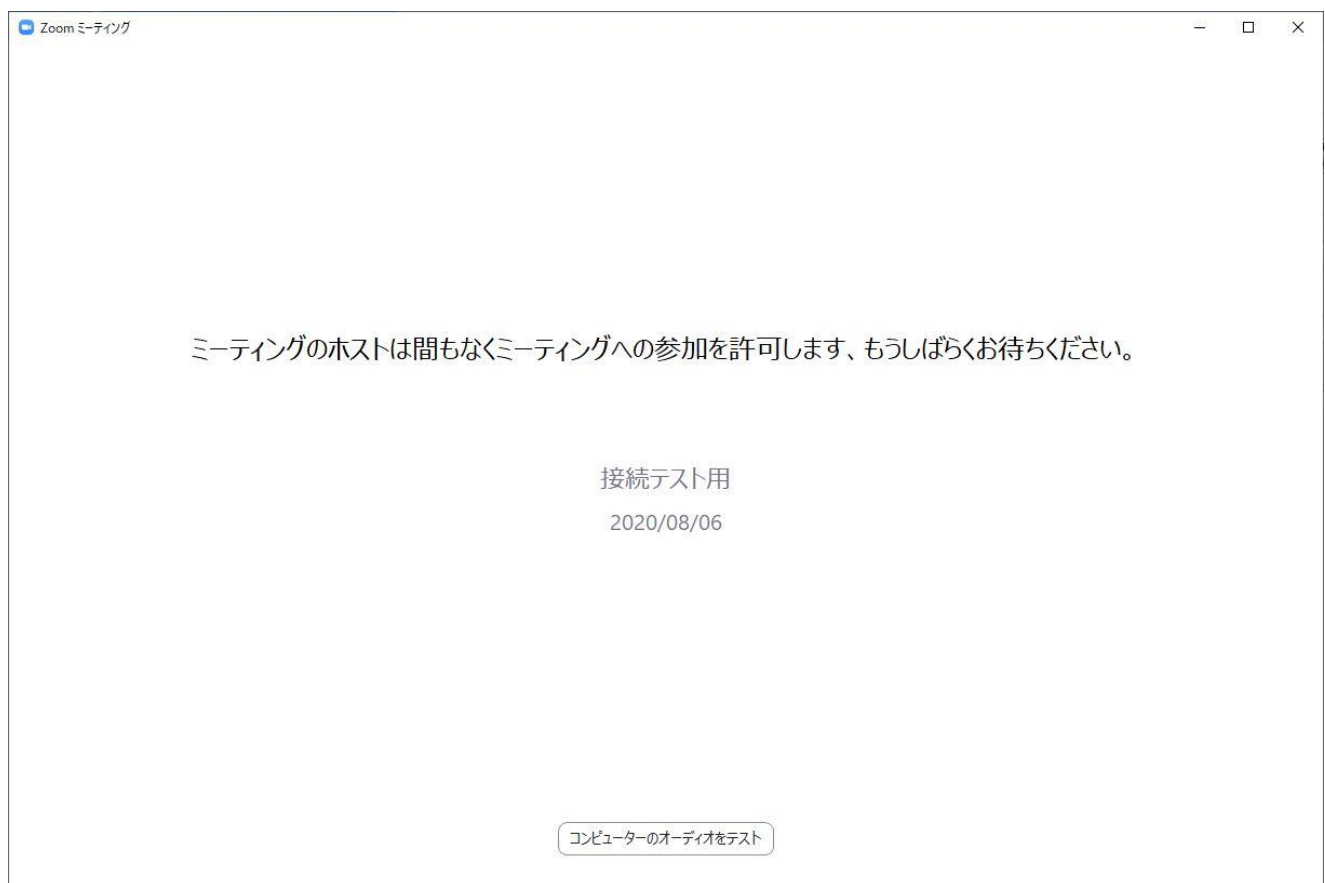 Zoom ミーティング
ミーティングのホストは間もなくミーティングへの参加を許可します、もうしばらくお待ちください。
接続テスト用
2020/08/06
コンピューターのオーディオをテスト